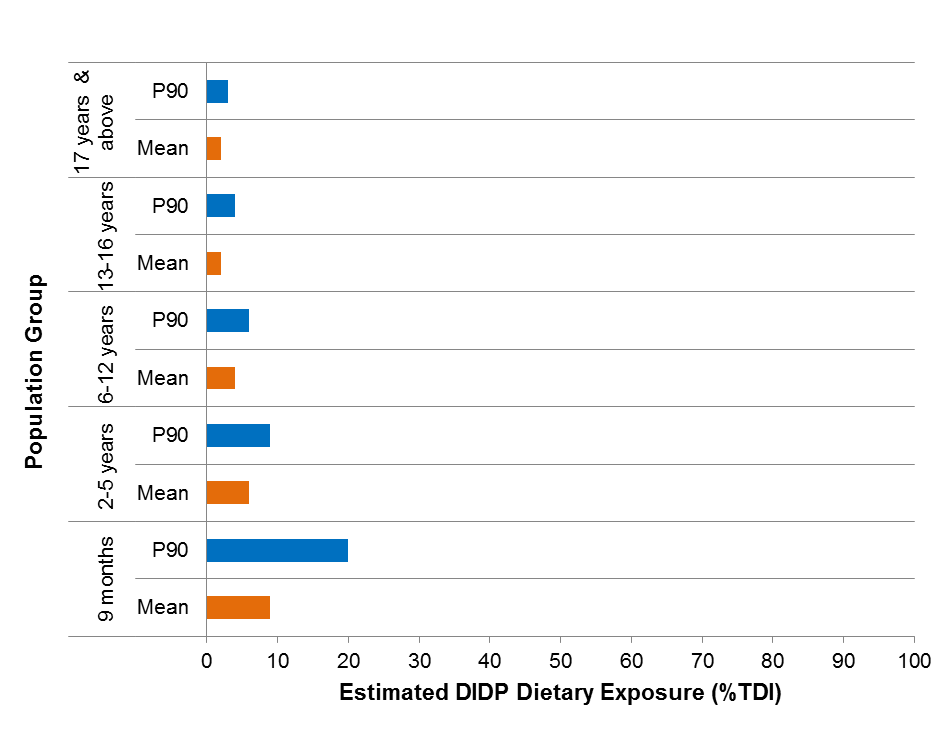 Population Group
17 years & above
P90
Mean
13-16 years
P90
Mean
6-12 years
P90
Mean
2-5 years
P90
Mean
9 months
P90
Mean
0 10 20 30 40 50 60 70 80 90 100
Estimated DIDP Dietary Exposure (%TDI)